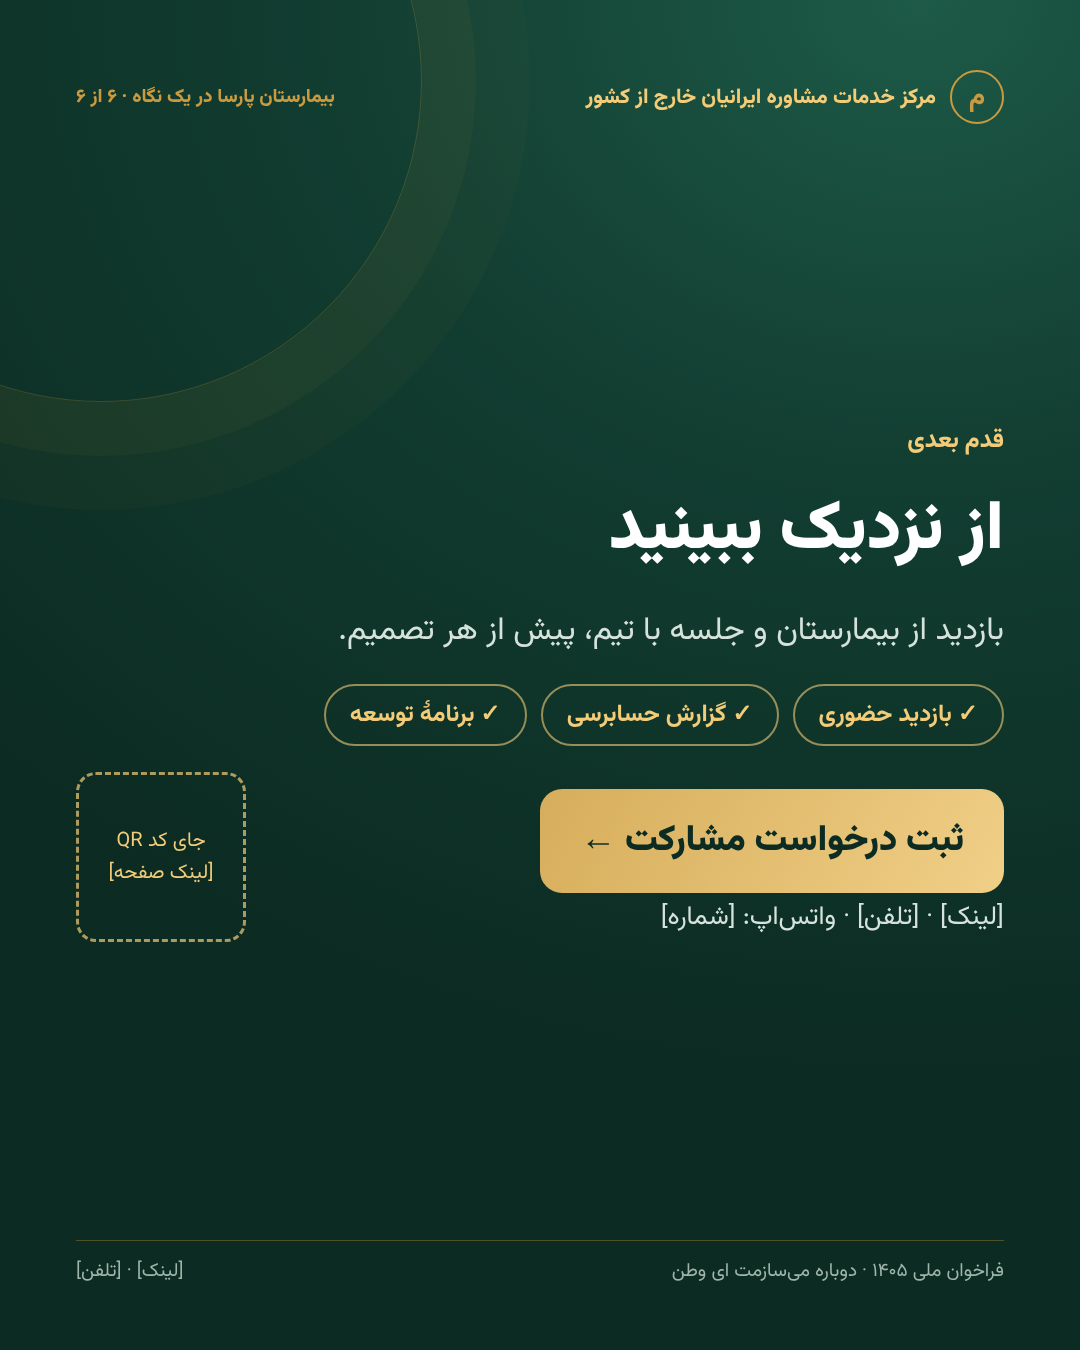 م
مرکز خدمات مشاوره ایرانیان خارج از کشور
بیمارستان پارسا در یک نگاه · ۶ از ۶
قدم بعدی
از نزدیک ببینید
بازدید از بیمارستان و جلسه با تیم، پیش از هر تصمیم.
✓ بازدید حضوری
✓ گزارش حسابرسی
✓ برنامهٔ توسعه
ثبت درخواست مشارکت ←
[لینک] · [تلفن] · واتس‌اپ: [شماره]
جای کد QR
[لینک صفحه]
فراخوان ملی ۱۴۰۵ · دوباره می‌سازمت ای وطن
[لینک] · [تلفن]